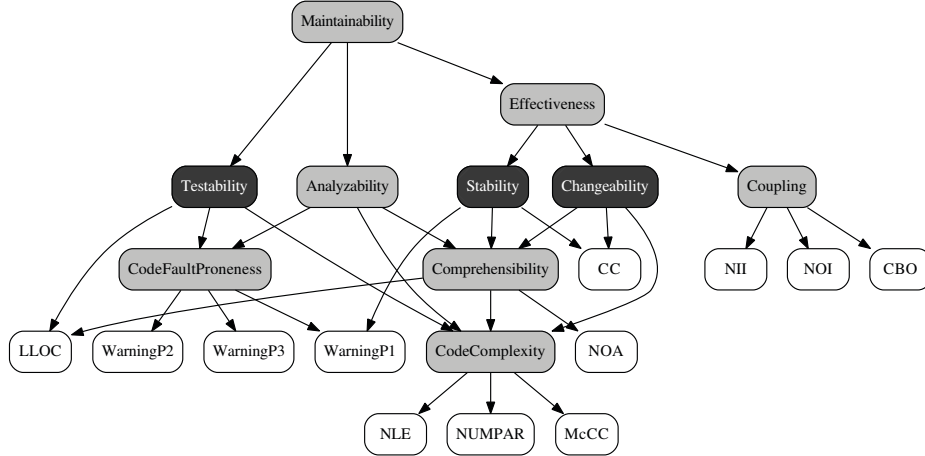 Maintainability
Effectiveness
Testability
Analyzability
Stability
Changeability
Coupling
CodeFaultProneness
Comprehensibility
CC
NII
NOI
CBO
LLOC
WarningP2
WarningP3
WarningP1
CodeComplexity
NOA
NLE
NUMPAR
McCC